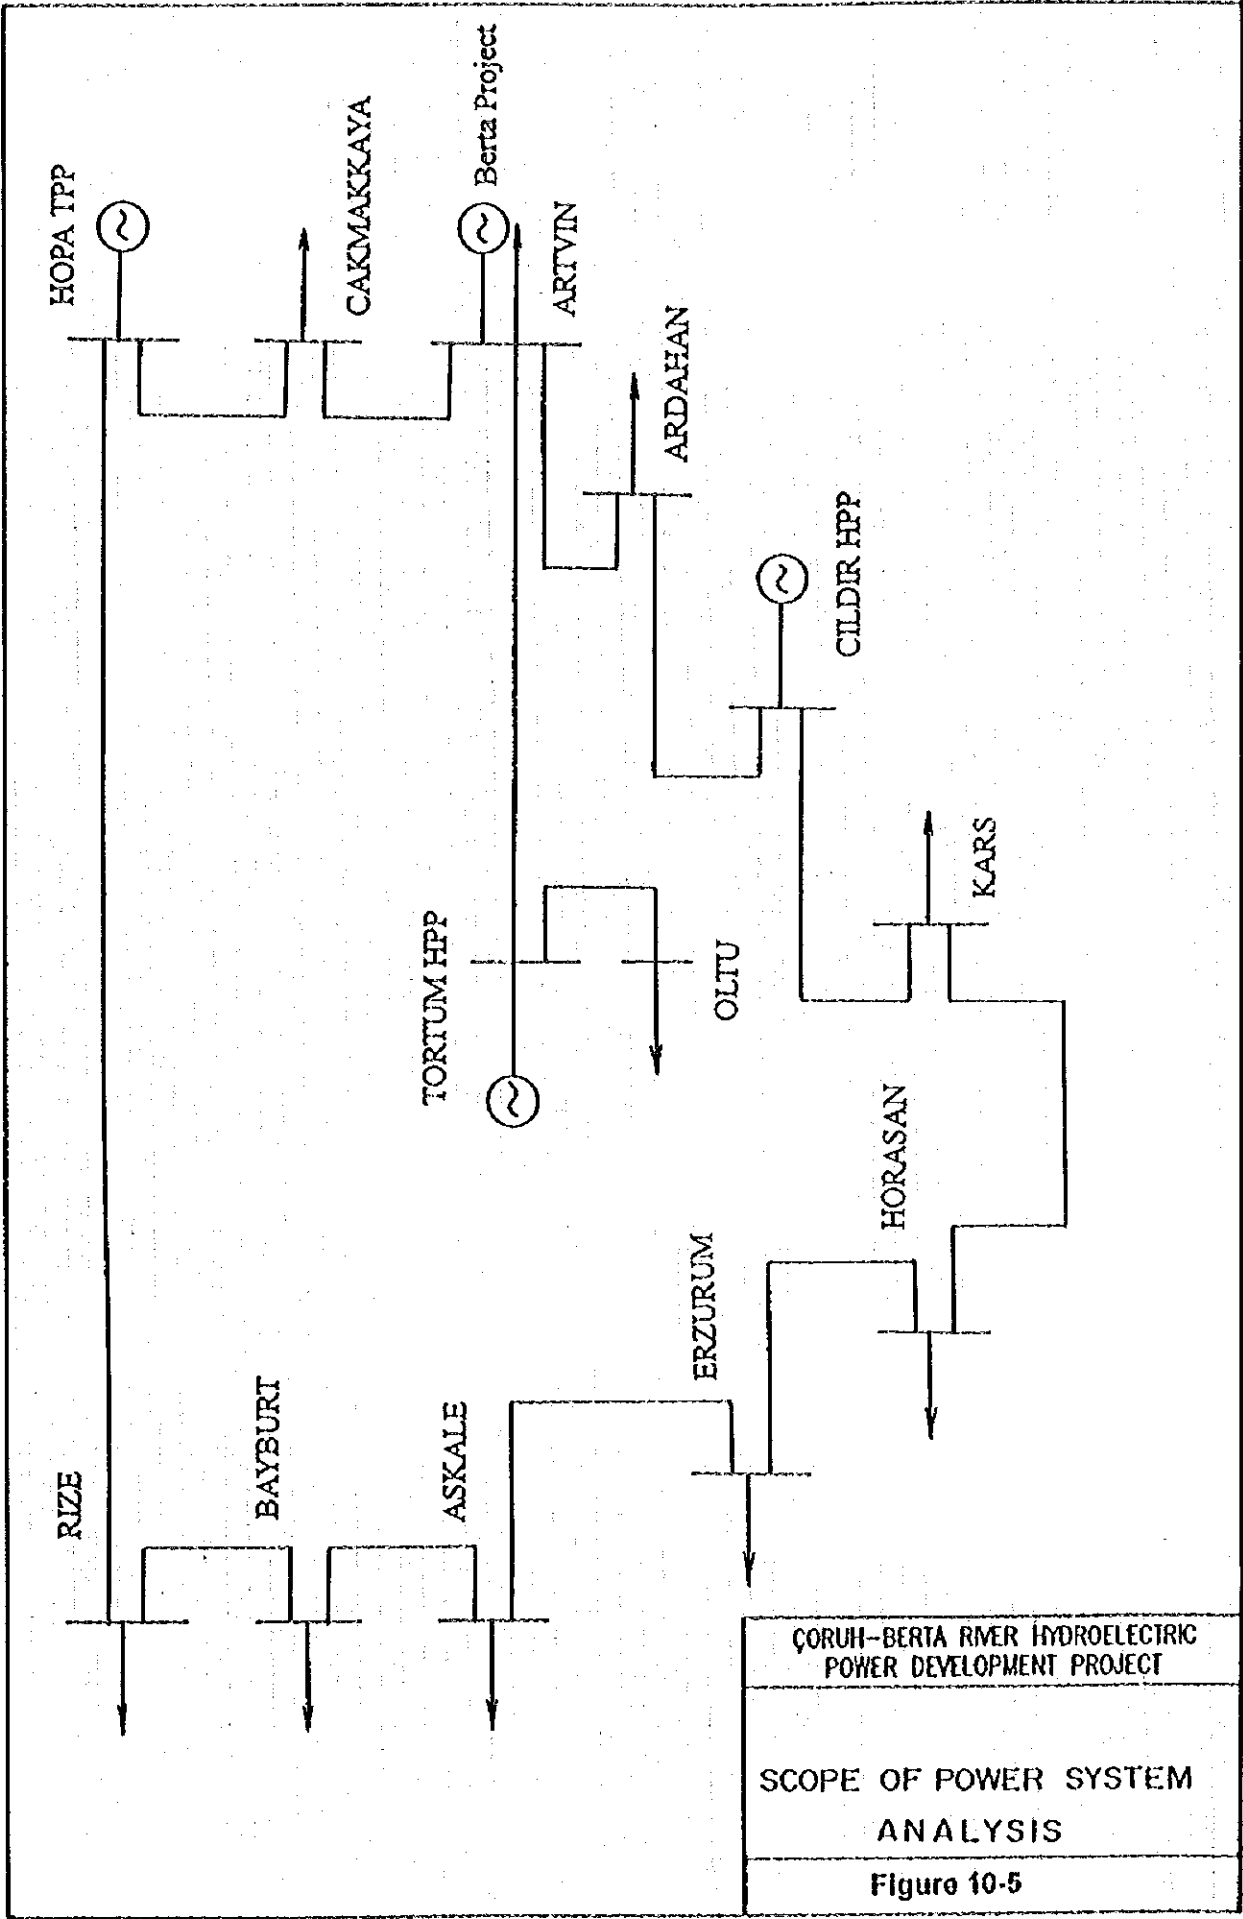 HOPA TPP
CAKMAKKAYA
Berta Project
ARTVIN
ARDAHAN
CILDIR HPP
KARS
TORTUM HPP
OLTU
HORASAN
ERZURUM
RIZE
BAYBURT
ASKALE
ÇORUH-BERTA RIVER HYDROELECTRIC
POWER DEVELOPMENT PROJECT
SCOPE OF POWER SYSTEM
ANALYSIS
Figure 10-5